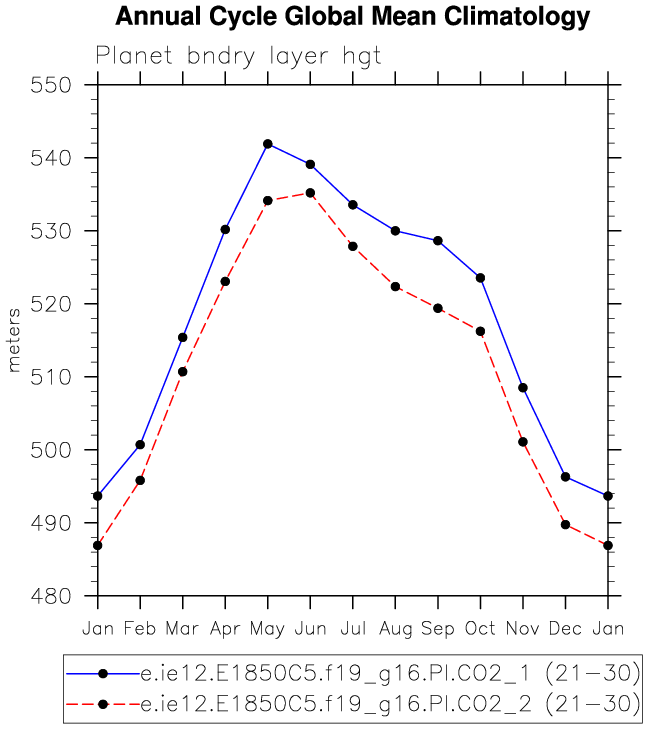 Annual Cycle Global Mean Climatology
Planet bndry layer hgt
550
540
530
520
510
500
490
480
meters
Jan Feb Mar Apr May Jun Jul Aug Sep Oct Nov Dec Jan
e.ie12.E1850C5.f19_g16.PI.CO2_1 (21-30)
e.ie12.E1850C5.f19_g16.PI.CO2_2 (21-30)